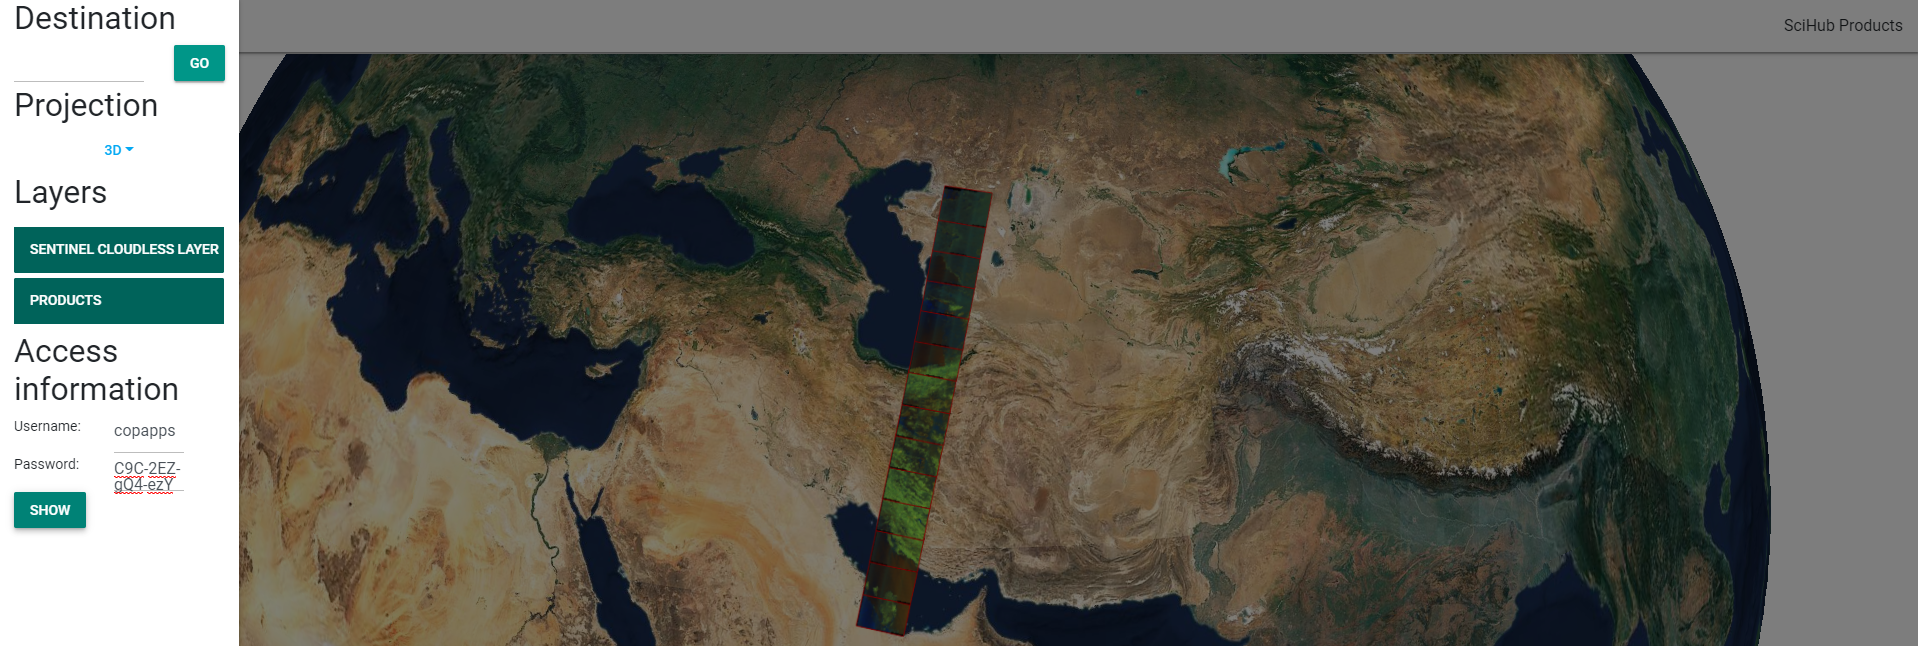 Destination
GO
Projection
3D
Layers
SENTINEL CLOUDLESS LAYER
PRODUCTS
Access
information
Username:
copapps
Password:
C9C-2EZ-
gQ4-ezY
SHOW
SciHub Products